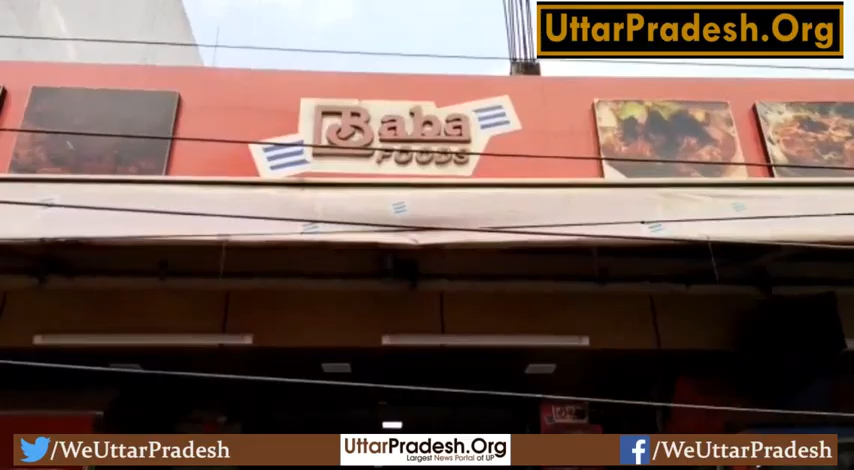 UttarPradesh.Org
Baba
FOODS
/WeUttarPradesh
UttarPradesh.Org
Largest News Portal of UP
/WeUttarPradesh